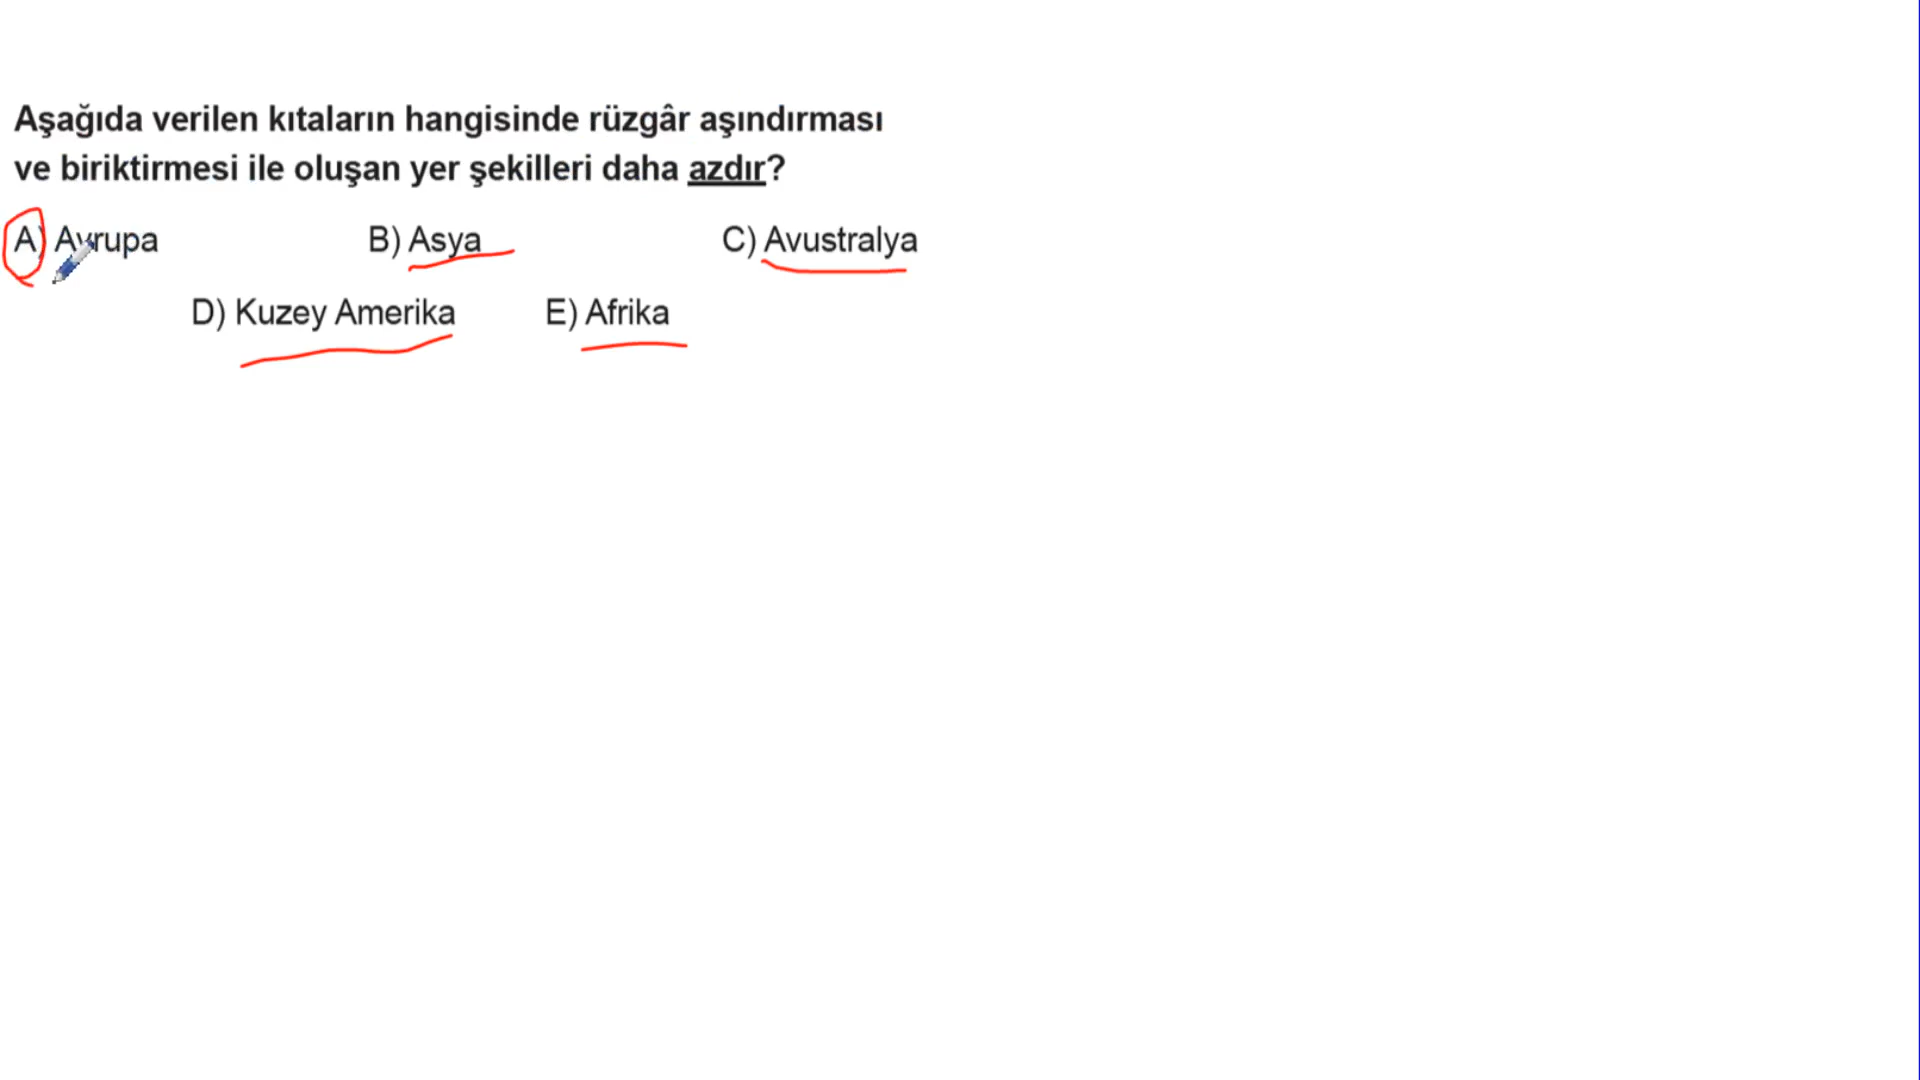 Aşağıda verilen kıtaların hangisinde rüzgâr aşındırması
ve biriktirmesi ile oluşan yer şekilleri daha azdır?
A) Avrupa B) Asya C) Avustralya
D) Kuzey Amerika E) Afrika